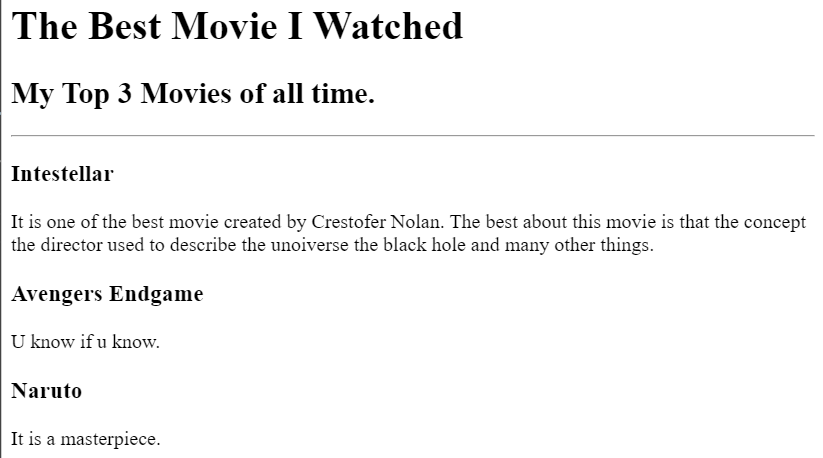 The Best Movie I Watched
My Top 3 Movies of all time.
Intestellar
It is one of the best movie created by Crestofer Nolan. The best about this movie is that the concept
the director used to describe the unoiverse the black hole and many other things.
Avengers Endgame
U know if u know.
Naruto
It is a masterpiece.